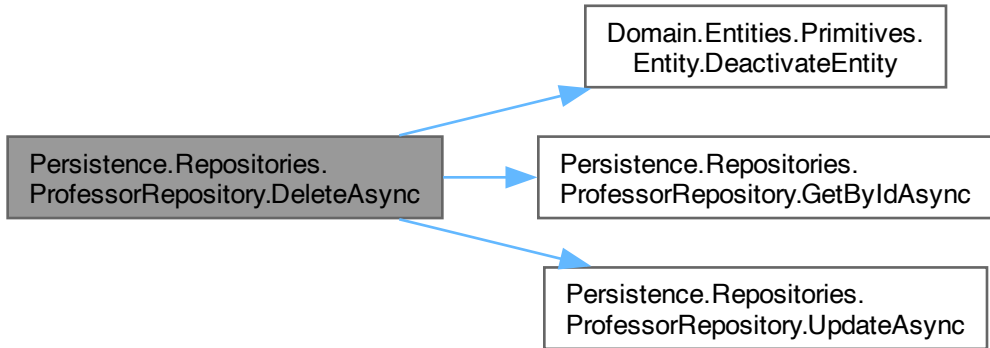 Persistence.Repositories.
ProfessorRepository.DeleteAsync
Domain.Entities.Primitives.
Entity.DeactivateEntity
Persistence.Repositories.
ProfessorRepository.GetByIdAsync
Persistence.Repositories.
ProfessorRepository.UpdateAsync